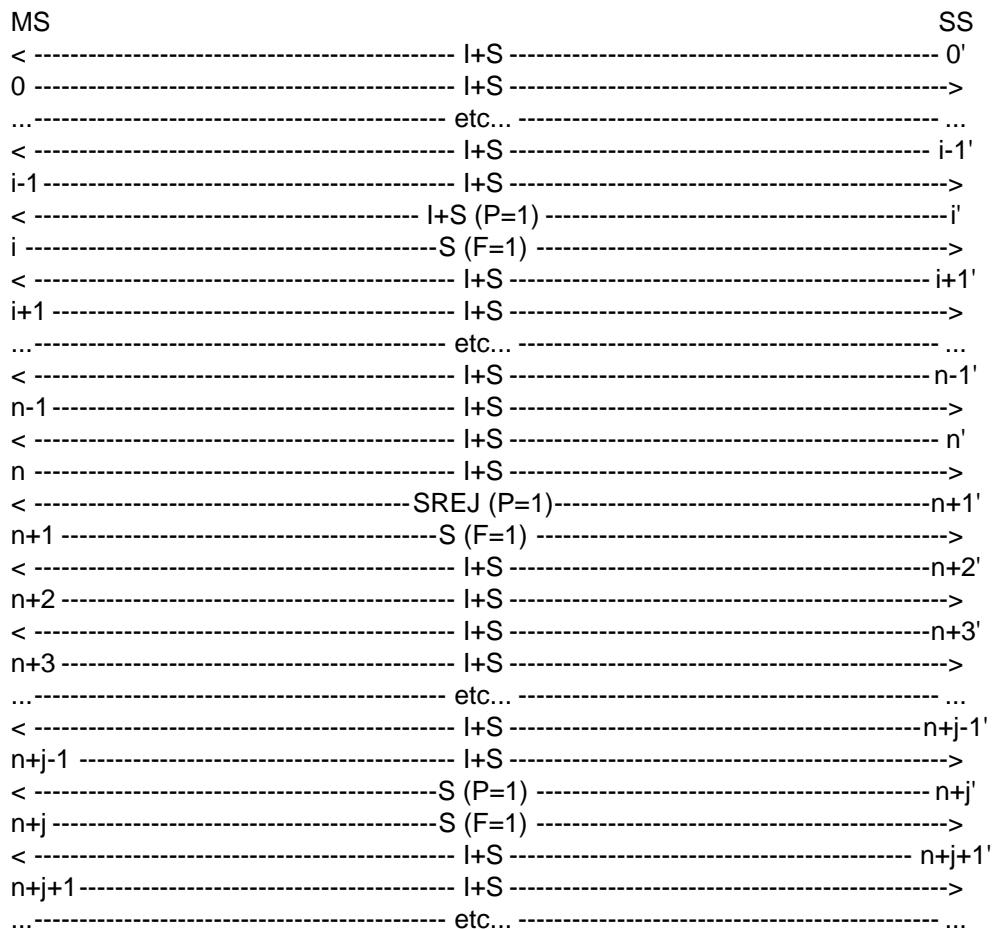 MS SS
< ---------------------------------------------------------- I+S ---------------------------------------------------------- 0'
0 ---------------------------------------------------------- I+S ---------------------------------------------------------->
...--------------------------------------------------------- etc... --------------------------------------------------------- ...
< ---------------------------------------------------------- I+S ---------------------------------------------------------- i-1'
i-1--------------------------------------------------------- I+S ---------------------------------------------------------->
< ----------------------------------------------------- I+S (P=1) -----------------------------------------------------i'
i ---------------------------------------------------------S (F=1) --------------------------------------------------------->
< ---------------------------------------------------------- I+S ---------------------------------------------------------- i+1'
i+1 -------------------------------------------------------- I+S ---------------------------------------------------------->
...--------------------------------------------------------- etc... --------------------------------------------------------- ...
< ---------------------------------------------------------- I+S ----------------------------------------------------------n-1'
n-1--------------------------------------------------------- I+S ---------------------------------------------------------->
< ---------------------------------------------------------- I+S ---------------------------------------------------------- n'
n ---------------------------------------------------------- I+S ---------------------------------------------------------->
< ----------------------------------------------------SREJ (P=1)----------------------------------------------------n+1'
n+1 -----------------------------------------------------S (F=1) --------------------------------------------------------->
< ---------------------------------------------------------- I+S ----------------------------------------------------------n+2'
n+2 -------------------------------------------------------- I+S ---------------------------------------------------------->
< ---------------------------------------------------------- I+S ----------------------------------------------------------n+3'
n+3 -------------------------------------------------------- I+S ---------------------------------------------------------->
...--------------------------------------------------------- etc... --------------------------------------------------------- ...
< ---------------------------------------------------------- I+S ---------------------------------------------------------n+j-1'
n+j-1 ------------------------------------------------------ I+S ---------------------------------------------------------->
< --------------------------------------------------------S (P=1) ------------------------------------------------------ n+j'
n+j------------------------------------------------------S (F=1) --------------------------------------------------------->
< ---------------------------------------------------------- I+S -------------------------------------------------------- n+j+1'
n+j+1------------------------------------------------------- I+S ---------------------------------------------------------->
...--------------------------------------------------------- etc... --------------------------------------------------------- ...